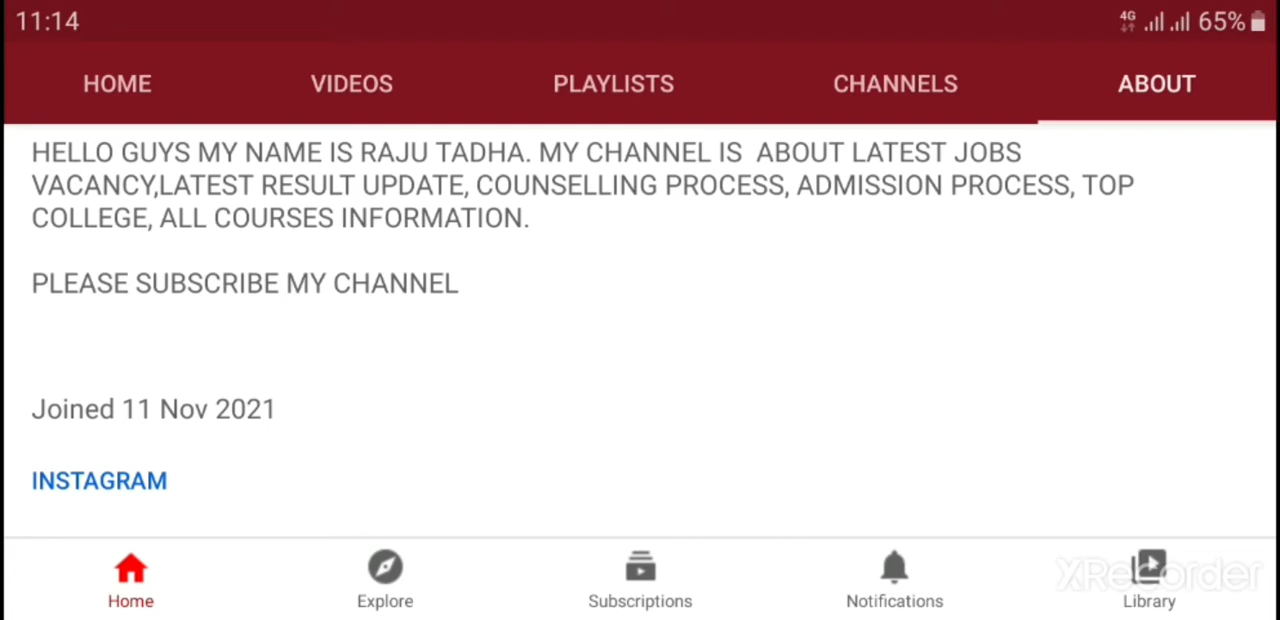 11:14 4G 65%
HOME VIDEOS PLAYLISTS CHANNELS ABOUT
HELLO GUYS MY NAME IS RAJU TADHA. MY CHANNEL IS  ABOUT LATEST JOBS
VACANCY,LATEST RESULT UPDATE, COUNSELLING PROCESS, ADMISSION PROCESS, TOP
COLLEGE, ALL COURSES INFORMATION.
PLEASE SUBSCRIBE MY CHANNEL
Joined 11 Nov 2021
INSTAGRAM
XRecorder
Home Explore Subscriptions Notifications Library